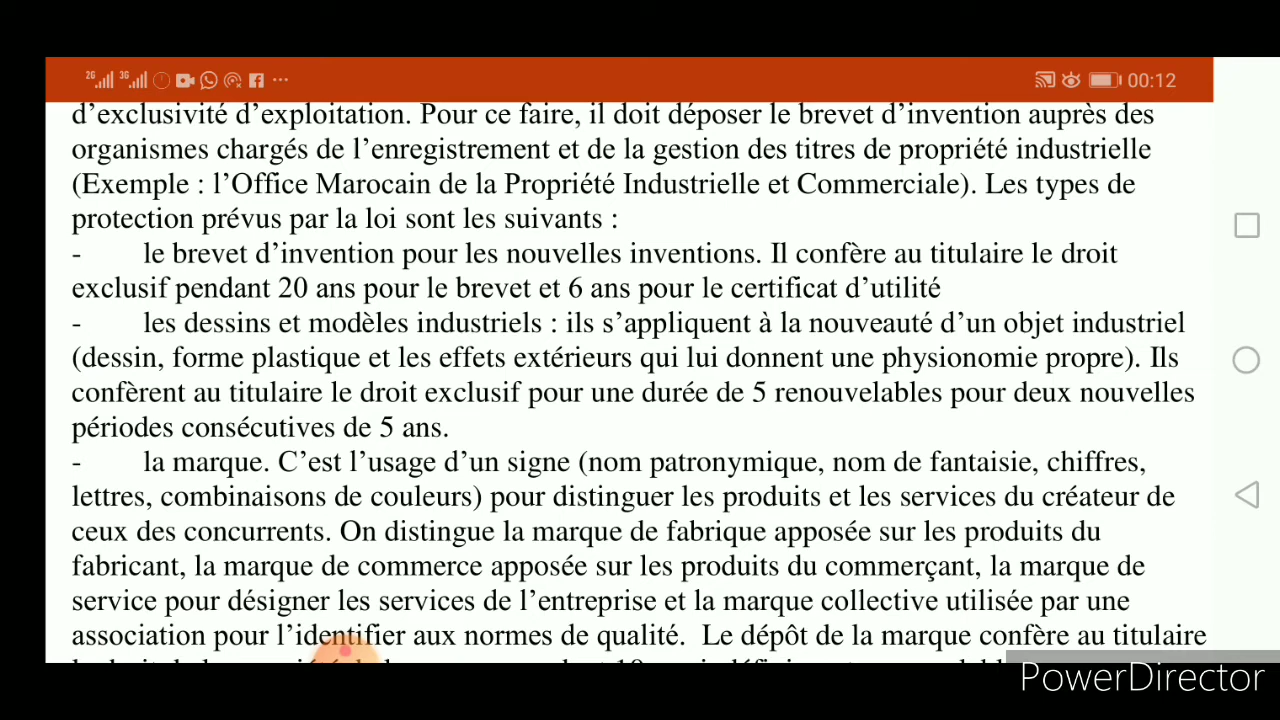 2G 3G 00:12
d'exclusivité d'exploitation. Pour ce faire, il doit déposer le brevet d'invention auprès des
organismes chargés de l'enregistrement et de la gestion des titres de propriété industrielle
(Exemple : l'Office Marocain de la Propriété Industrielle et Commerciale). Les types de
protection prévus par la loi sont les suivants :
- le brevet d'invention pour les nouvelles inventions. Il confère au titulaire le droit
exclusif pendant 20 ans pour le brevet et 6 ans pour le certificat d'utilité
- les dessins et modèles industriels : ils s'appliquent à la nouveauté d'un objet industriel
(dessin, forme plastique et les effets extérieurs qui lui donnent une physionomie propre). Ils
confèrent au titulaire le droit exclusif pour une durée de 5 renouvelables pour deux nouvelles
périodes consécutives de 5 ans.
- la marque. C'est l'usage d'un signe (nom patronymique, nom de fantaisie, chiffres,
lettres, combinaisons de couleurs) pour distinguer les produits et les services du créateur de
ceux des concurrents. On distingue la marque de fabrique apposée sur les produits du
fabricant, la marque de commerce apposée sur les produits du commerçant, la marque de
service pour désigner les services de l'entreprise et la marque collective utilisée par une
association pour l'identifier aux normes de qualité. Le dépôt de la marque confère au titulaire
PowerDirector